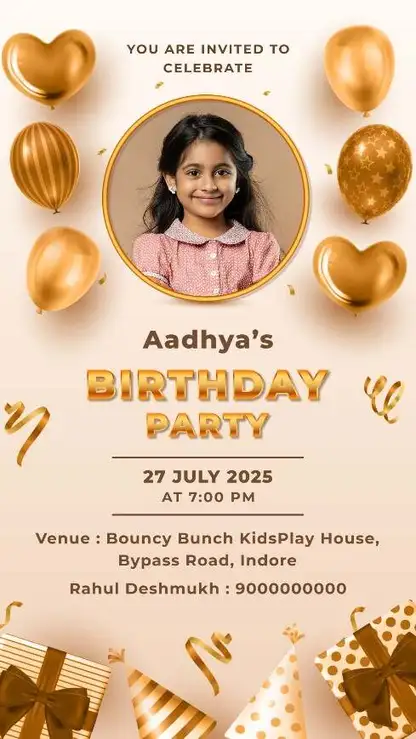 YOU ARE INVITED TO
CELEBRATE
Aadhya’s
BIRTHDAY
PARTY
27 JULY 2025
AT 7:00 PM
Venue : Bouncy Bunch KidsPlay House,
Bypass Road, Indore
Rahul Deshmukh : 9000000000